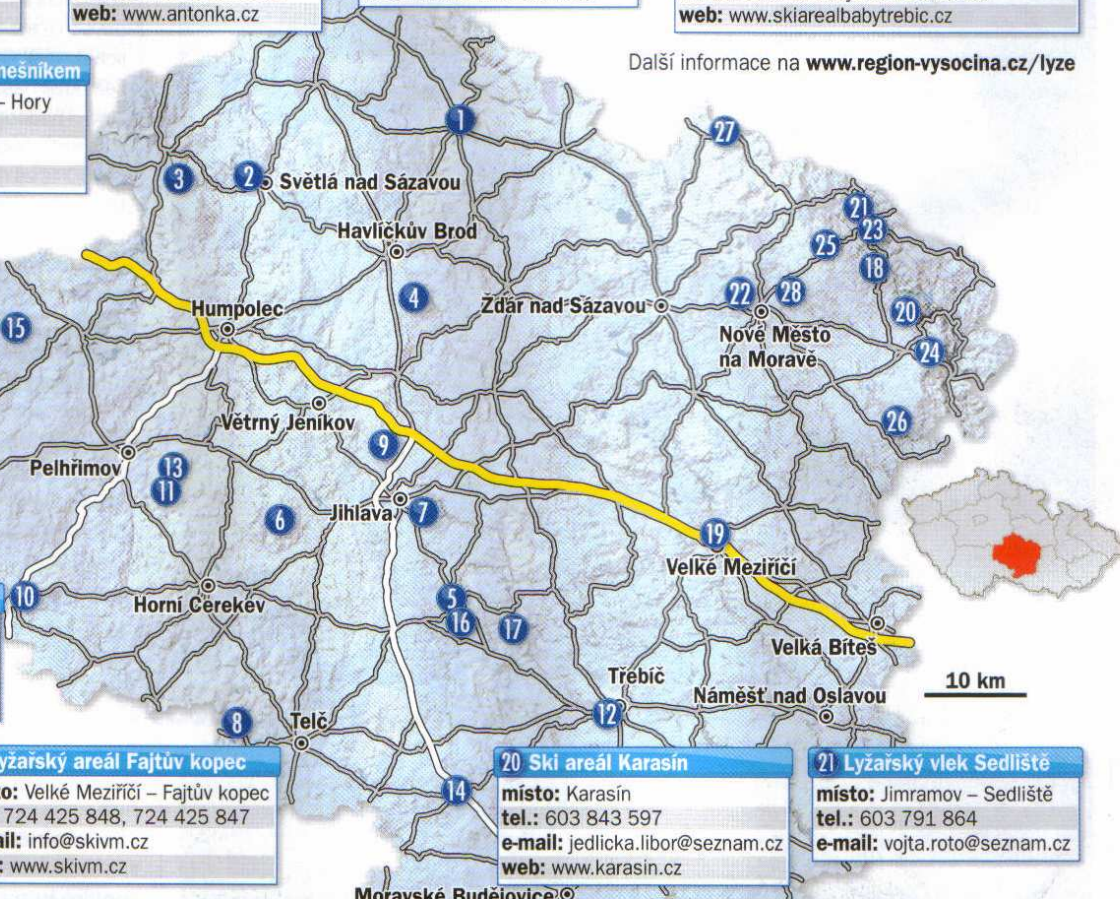 web: www.antonka.cz
web: www.skiarealbabytrebic.cz
Další informace na www.region-vysocina.cz/lyze
mešníkem
– Hory
1
27
3
2
Světlá nad Sázavou
21
23
Havlíčkův Brod
25
18
4
22
28
Žďár nad Sázavou
20
15
Humpolec
Nové Město
na Moravě
24
Větrný Jeníkov
26
9
Pelhřimov
13
11
6
Jihlava
7
19
Velké Meziříčí
10
Horní Cerekev
5
16
17
Velká Bíteš
10 km
Třebíč
Náměšť nad Oslavou
12
8
Telč
14
yžařský areál Fajtův kopec
to: Velké Meziříčí – Fajtův kopec
724 425 848, 724 425 847
ail: info@skivm.cz
: www.skivm.cz
20 Ski areál Karasín
místo: Karasín
tel.: 603 843 597
e-mail: jedlicka.libor@seznam.cz
web: www.karasin.cz
21 Lyžařský vlek Sedliště
místo: Jimramov – Sedliště
tel.: 603 791 864
e-mail: vojta.roto@seznam.cz
Moravské Budějovice